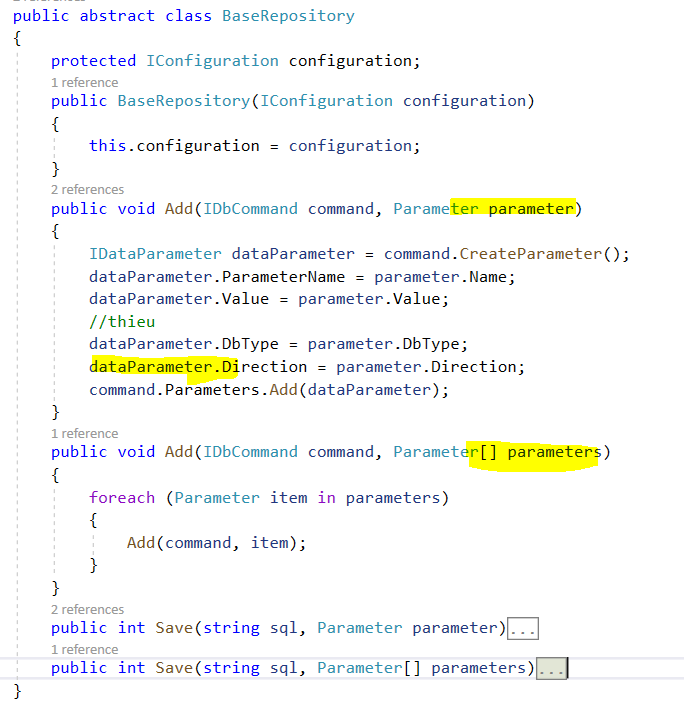 public abstract class BaseRepository
{
protected IConfiguration configuration;
1 reference
public BaseRepository(IConfiguration configuration)
{
this.configuration = configuration;
}
2 references
public void Add(IDbCommand command, Parameter parameter)
{
IDataParameter dataParameter = command.CreateParameter();
dataParameter.ParameterName = parameter.Name;
dataParameter.Value = parameter.Value;
//thieu
dataParameter.DbType = parameter.DbType;
dataParameter.Direction = parameter.Direction;
command.Parameters.Add(dataParameter);
}
1 reference
public void Add(IDbCommand command, Parameter[] parameters)
{
foreach (Parameter item in parameters)
{
Add(command, item);
}
}
2 references
public int Save(string sql, Parameter parameter)...
1 reference
public int Save(string sql, Parameter[] parameters)...
}